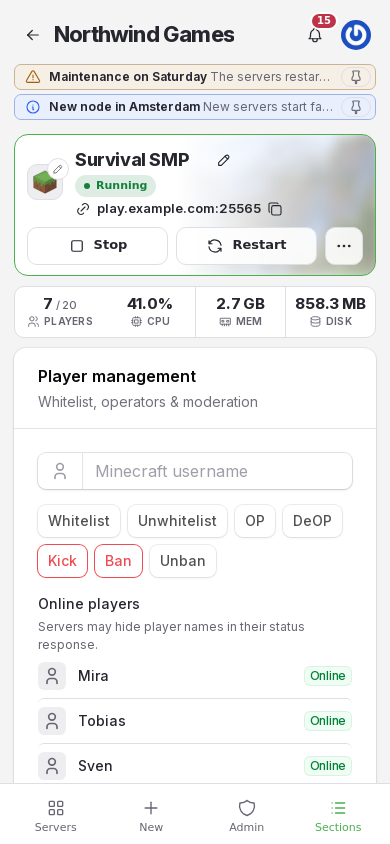 Northwind Games
15
Maintenance on Saturday The servers restar…
New node in Amsterdam New servers start fa…
Survival SMP
Running
play.example.com:25565
Stop
Restart
7 / 20
PLAYERS
41.0%
CPU
2.7 GB
MEM
858.3 MB
DISK
Player management
Whitelist, operators & moderation
Minecraft username
Whitelist
Unwhitelist
OP
DeOP
Kick
Ban
Unban
Online players
Servers may hide player names in their status
response.
Mira
Online
Tobias
Online
Sven
Online
Servers
New
Admin
Sections